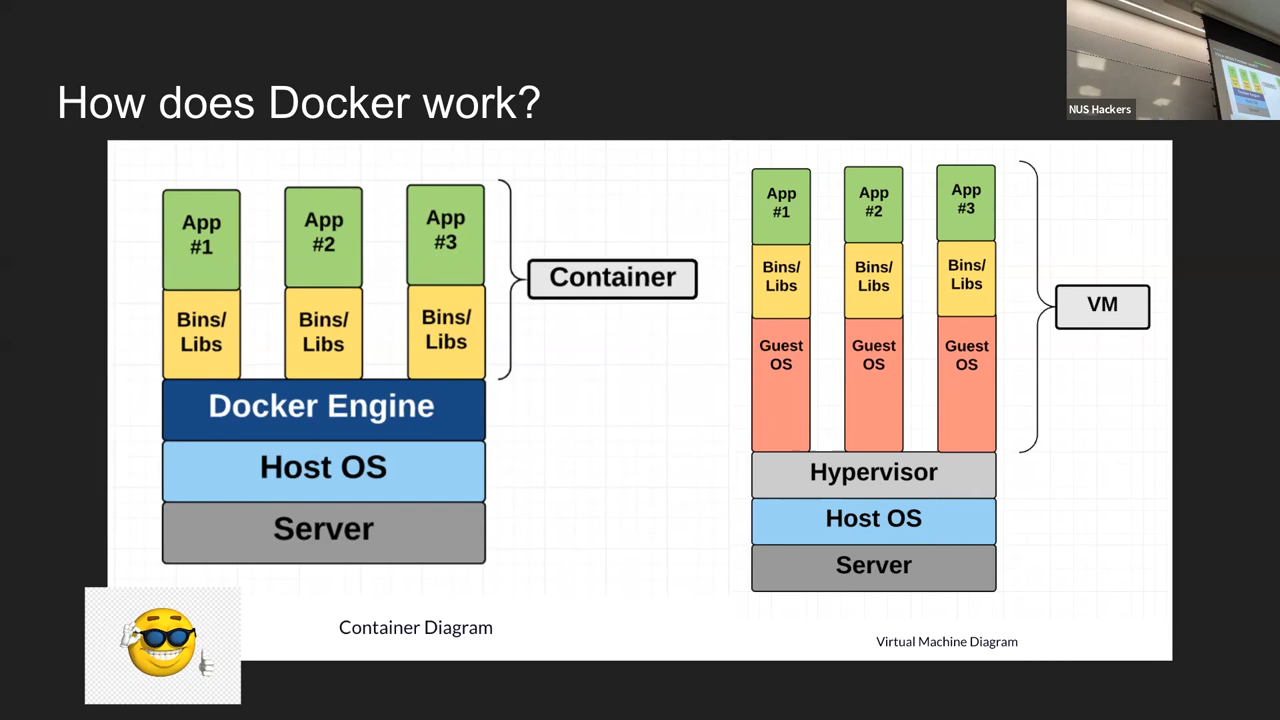 How does Docker work?
NUS Hackers
App
#1
App
#2
App
#3
Bins/
Libs
Bins/
Libs
Bins/
Libs
Container
Docker Engine
Host OS
Server
Container Diagram
App
#1
App
#2
App
#3
Bins/
Libs
Bins/
Libs
Bins/
Libs
Guest
OS
Guest
OS
Guest
OS
VM
Hypervisor
Host OS
Server
Virtual Machine Diagram